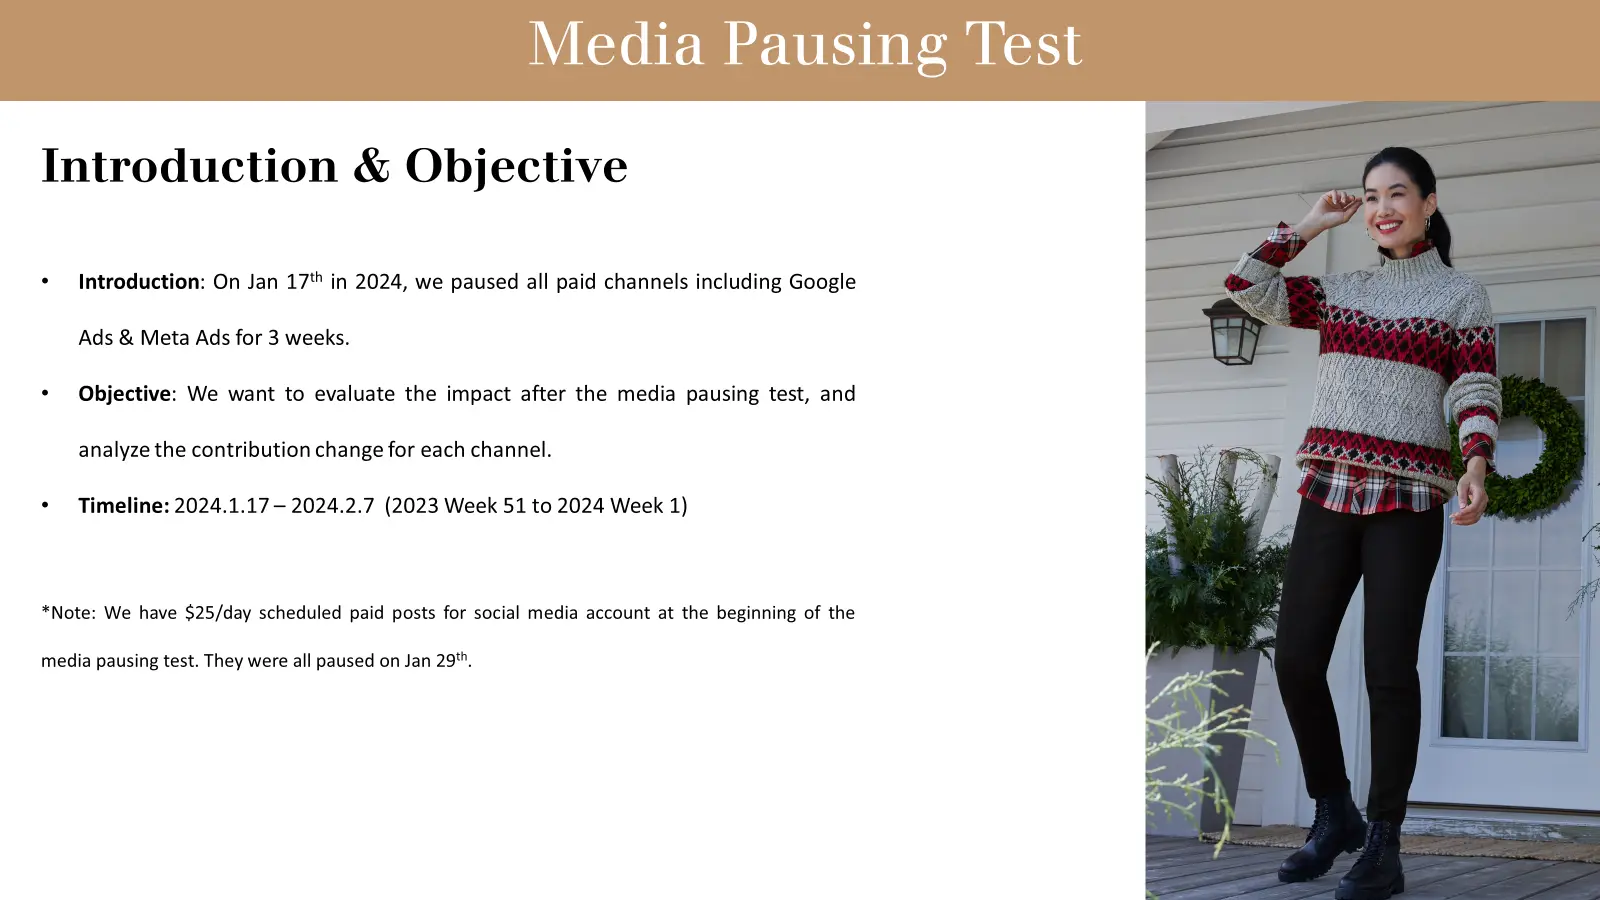 Media Pausing Test
Introduction & Objective
• Introduction: On Jan 17th in 2024, we paused all paid channels including Google
Ads & Meta Ads for 3 weeks.
• Objective: We want to evaluate the impact after the media pausing test, and
analyze the contribution change for each channel.
• Timeline: 2024.1.17 – 2024.2.7 (2023 Week 51 to 2024 Week 1)
*Note: We have $25/day scheduled paid posts for social media account at the beginning of the
media pausing test. They were all paused on Jan 29th.